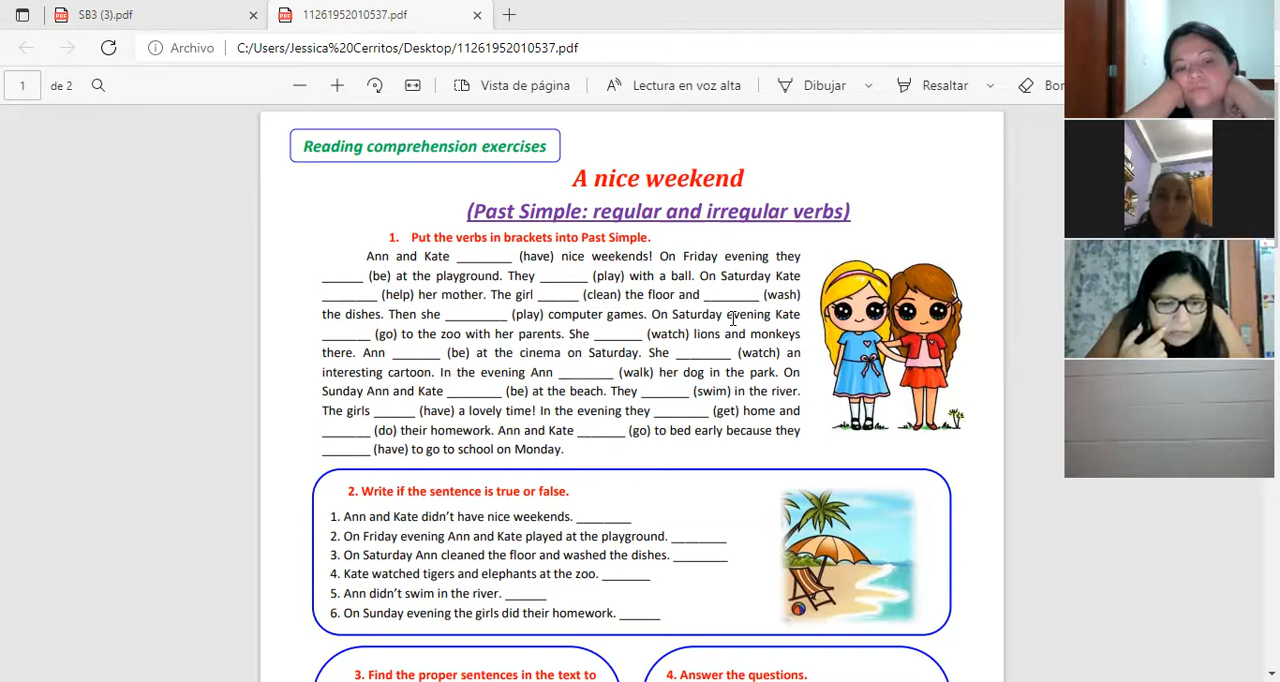 SB3 (3).pdf
11261952010537.pdf
Archivo
C:/Users/Jessica%20Cerritos/Desktop/11261952010537.pdf
1 de 2
Vista de página
Lectura en voz alta
Dibujar
Resaltar
Reading comprehension exercises
A nice weekend
(Past Simple: regular and irregular verbs)
1. Put the verbs in brackets into Past Simple.
Ann and Kate ________ (have) nice weekends! On Friday evening they
______ (be) at the playground. They _______ (play) with a ball. On Saturday Kate
________ (help) her mother. The girl ______ (clean) the floor and ________ (wash)
the dishes. Then she _________ (play) computer games. On Saturday evening Kate
_______ (go) to the zoo with her parents. She _______ (watch) lions and monkeys
there. Ann _______ (be) at the cinema on Saturday. She ________ (watch) an
interesting cartoon. In the evening Ann ________ (walk) her dog in the park. On
Sunday Ann and Kate ________ (be) at the beach. They _______ (swim) in the river.
The girls ______ (have) a lovely time! In the evening they ________ (get) home and
_______ (do) their homework. Ann and Kate _______ (go) to bed early because they
_______ (have) to go to school on Monday.
2. Write if the sentence is true or false.
1. Ann and Kate didn't have nice weekends. ________
2. On Friday evening Ann and Kate played at the playground. ________
3. On Saturday Ann cleaned the floor and washed the dishes. ________
4. Kate watched tigers and elephants at the zoo. _______
5. Ann didn't swim in the river. ______
6. On Sunday evening the girls did their homework. ______
3. Find the proper sentences in the text to
4. Answer the questions.